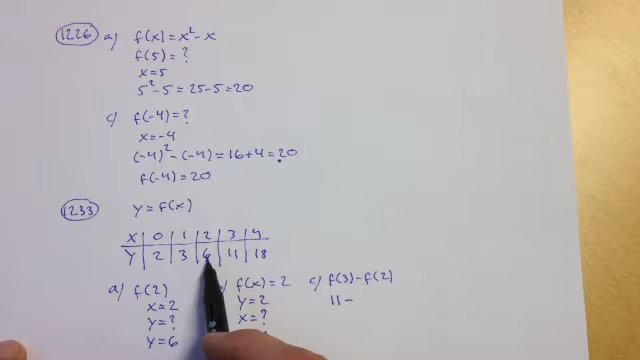 1226 a) f(x) = x² - x
f(5) = ?
x = 5
5² - 5 = 25 - 5 = 20
c) f(-4) = ?
x = -4
(-4)² - (-4) = 16 + 4 = 20
f(-4) = 20
1233 y = f(x)
x 0 1 2 3 4
y 2 3 6 11 18
a) f(2) ) f(x) = 2 c) f(3) - f(2)
x = 2 y = 2 11 -
y = ? x = ?
y = 6